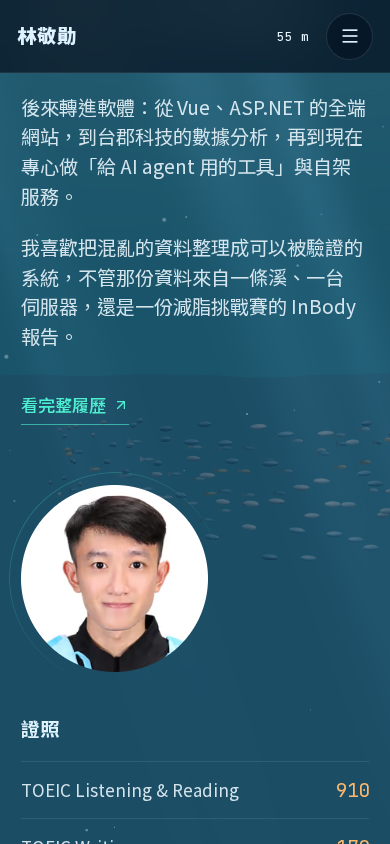 林敬勛
55 m
後來轉進軟體：從 Vue、ASP.NET 的全端
網站，到台郡科技的數據分析，再到現在
專心做「給 AI agent 用的工具」與自架
服務。
我喜歡把混亂的資料整理成可以被驗證的
系統，不管那份資料來自一條溪、一台
伺服器，還是一份減脂挑戰賽的 InBody
報告。
看完整履歷
證照
TOEIC Listening & Reading 910